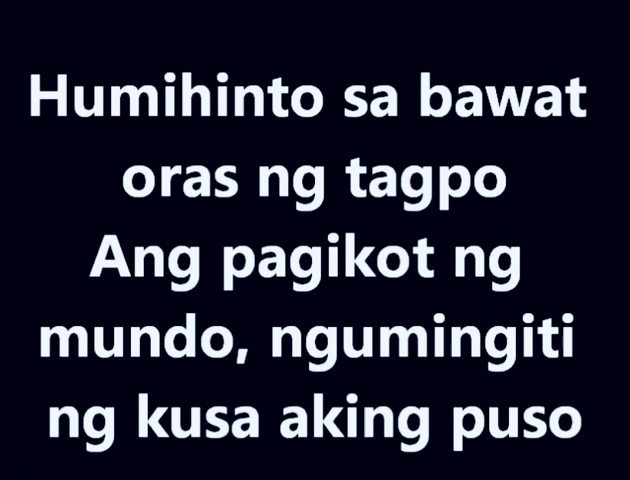 Humihinto sa bawat
oras ng tagpo
Ang pagikot ng
mundo, ngumingiti
ng kusa aking puso